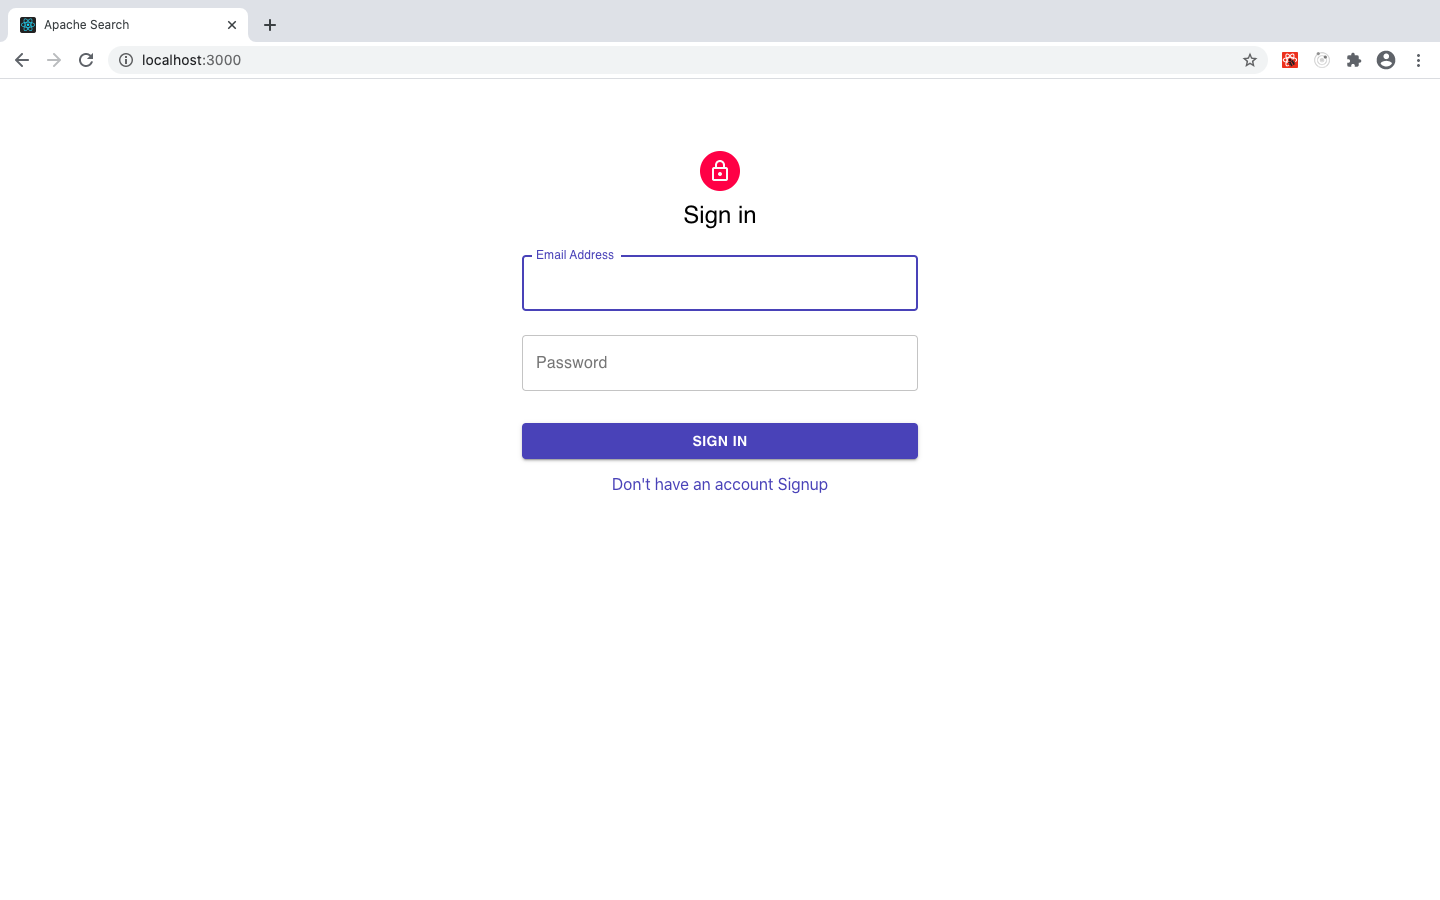 Apache Search
localhost:3000
Sign in
Email Address
Password
SIGN IN
Don't have an account Signup